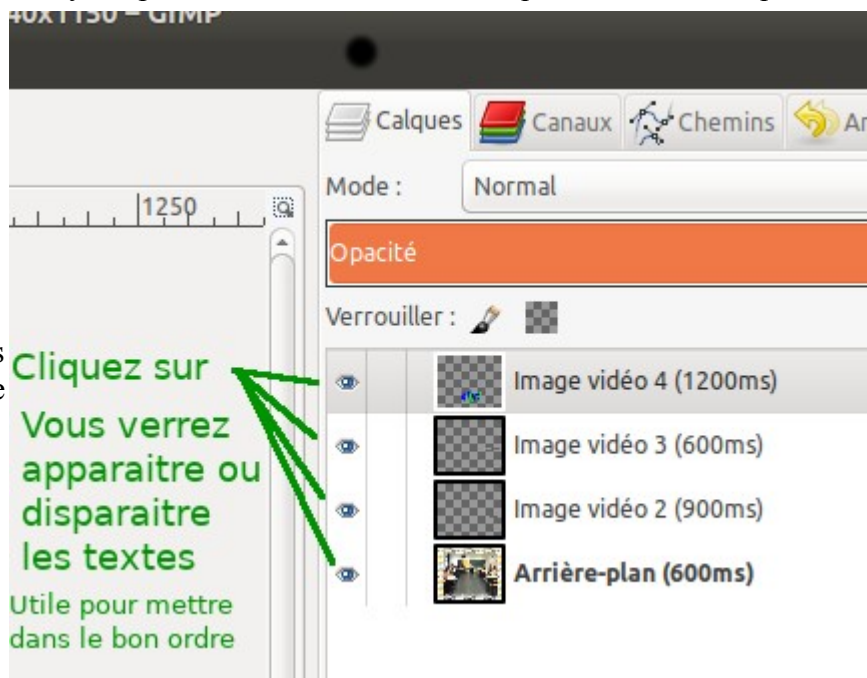 40x1150 – GIMP
Calques Canaux Chemins
Mode : Normal
1250
Opacité
Verrouiller :
Cliquez sur
Vous verrez
apparaitre ou
disparaitre
les textes
Utile pour mettre
dans le bon ordre
Image vidéo 4 (1200ms)
Image vidéo 3 (600ms)
Image vidéo 2 (900ms)
Arrière-plan (600ms)